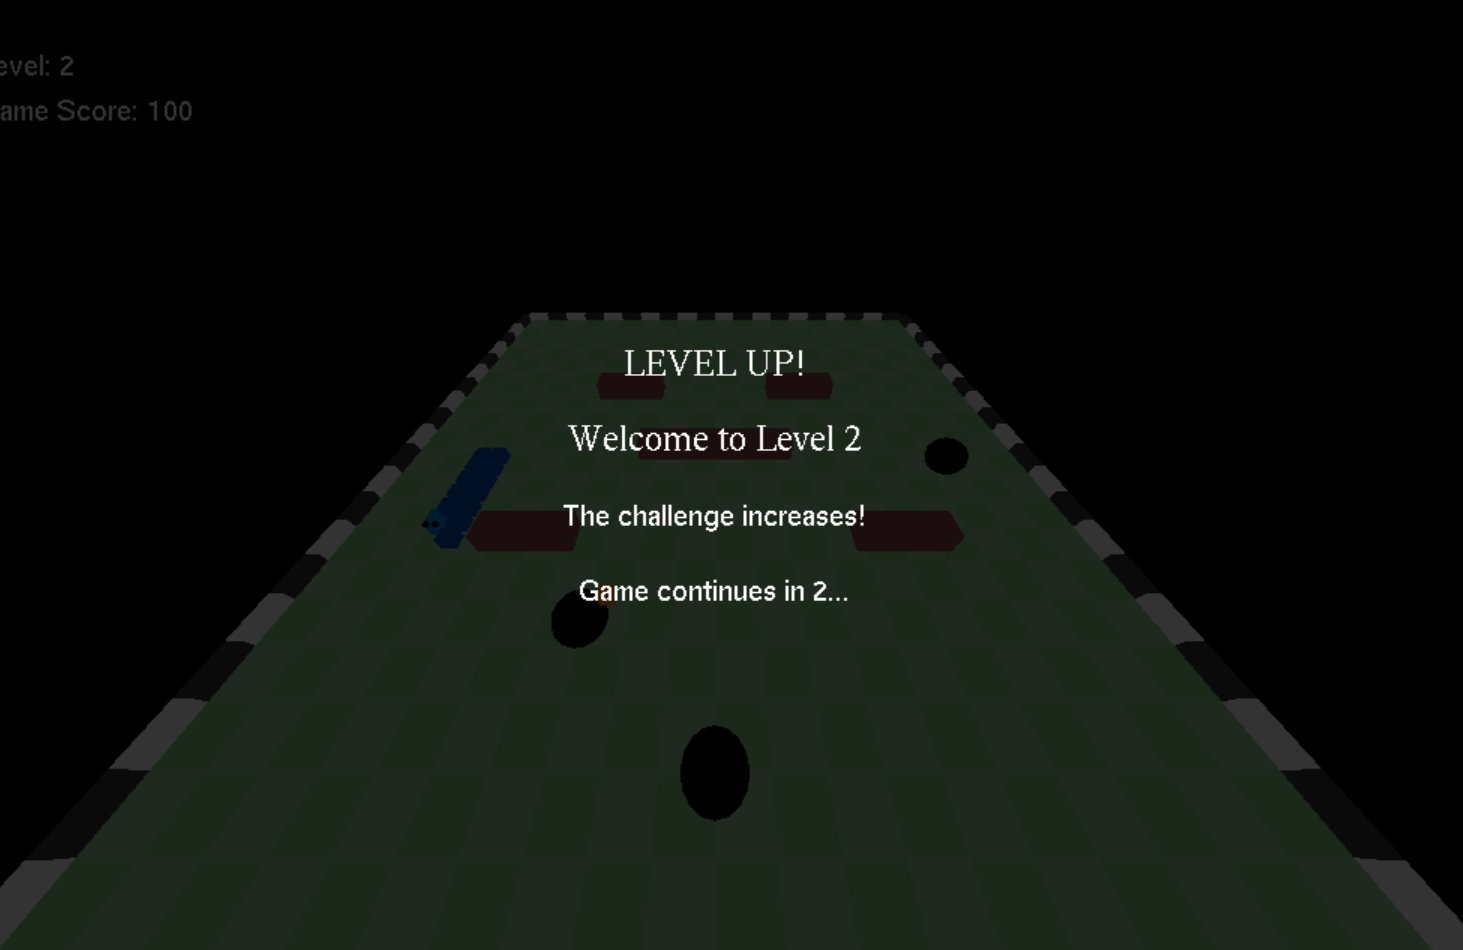 evel: 2
ame Score: 100
LEVEL UP!
Welcome to Level 2
The challenge increases!
Game continues in 2...